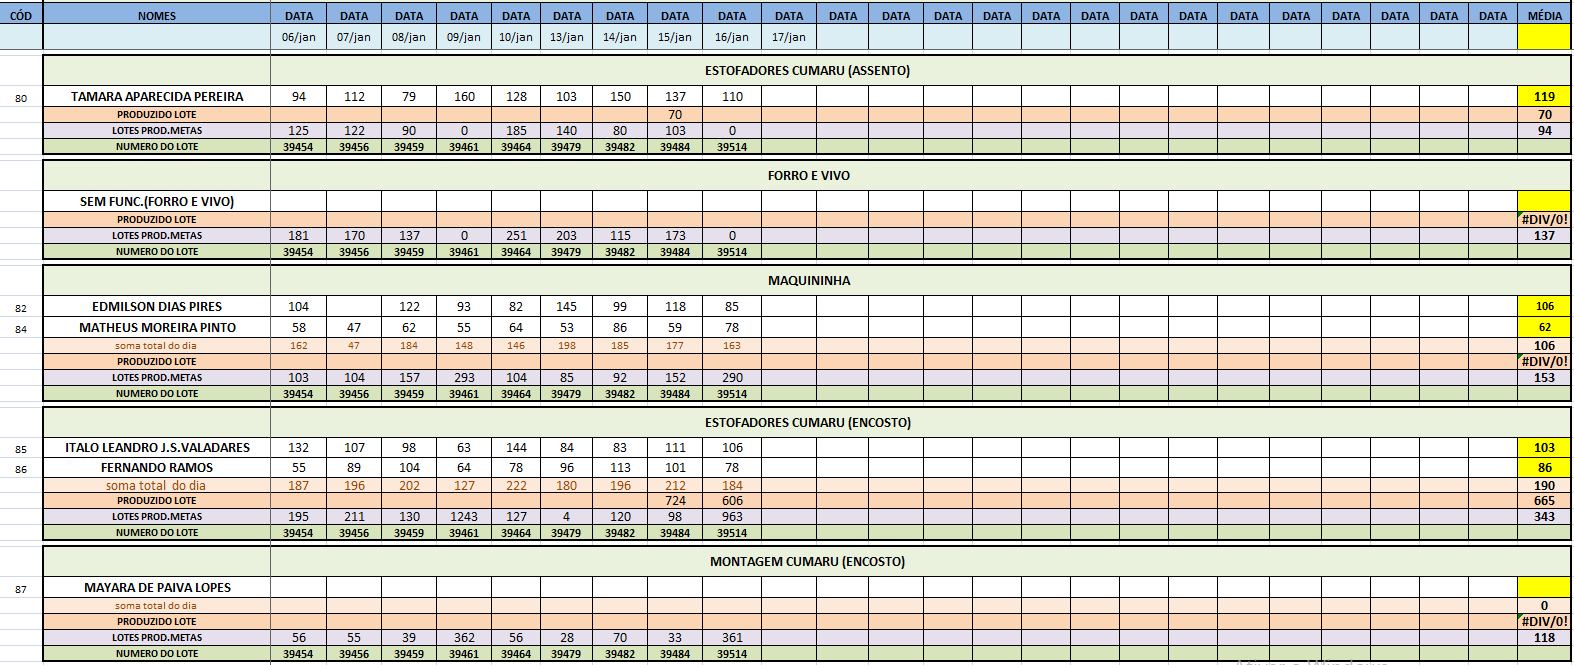 CÓD NOMES DATA DATA DATA DATA DATA DATA DATA DATA DATA DATA DATA DATA DATA DATA DATA DATA DATA DATA DATA DATA DATA DATA DATA DATA MÉDIA
06/jan 07/jan 08/jan 09/jan 10/jan 13/jan 14/jan 15/jan 16/jan 17/jan
ESTOFADORES CUMARU (ASSENTO)
80 TAMARA APARECIDA PEREIRA 94 112 79 160 128 103 150 137 110 119
PRODUZIDO LOTE 70 70
LOTES PROD.METAS 125 122 90 0 185 140 80 103 0 94
NUMERO DO LOTE 39454 39456 39459 39461 39464 39479 39482 39484 39514
FORRO E VIVO
SEM FUNC.(FORRO E VIVO)
PRODUZIDO LOTE #DIV/0!
LOTES PROD.METAS 181 170 137 0 251 203 115 173 0 137
NUMERO DO LOTE 39454 39456 39459 39461 39464 39479 39482 39484 39514
MAQUININHA
82 EDMILSON DIAS PIRES 104 122 93 82 145 99 118 85 106
84 MATHEUS MOREIRA PINTO 58 47 62 55 64 53 86 59 78 62
soma total do dia 162 47 184 148 146 198 185 177 163 106
PRODUZIDO LOTE #DIV/0!
LOTES PROD.METAS 103 104 157 293 104 85 92 152 290 153
NUMERO DO LOTE 39454 39456 39459 39461 39464 39479 39482 39484 39514
ESTOFADORES CUMARU (ENCOSTO)
85 ITALO LEANDRO J.S.VALADARES 132 107 98 63 144 84 83 111 106 103
86 FERNANDO RAMOS 55 89 104 64 78 96 113 101 78 86
soma total do dia 187 196 202 127 222 180 196 212 184 190
PRODUZIDO LOTE 724 606 665
LOTES PROD.METAS 195 211 130 1243 127 4 120 98 963 343
NUMERO DO LOTE 39454 39456 39459 39461 39464 39479 39482 39484 39514
MONTAGEM CUMARU (ENCOSTO)
87 MAYARA DE PAIVA LOPES
soma total do dia 0
PRODUZIDO LOTE #DIV/0!
LOTES PROD.METAS 56 55 39 362 56 28 70 33 361 118
NUMERO DO LOTE 39454 39456 39459 39461 39464 39479 39482 39484 39514